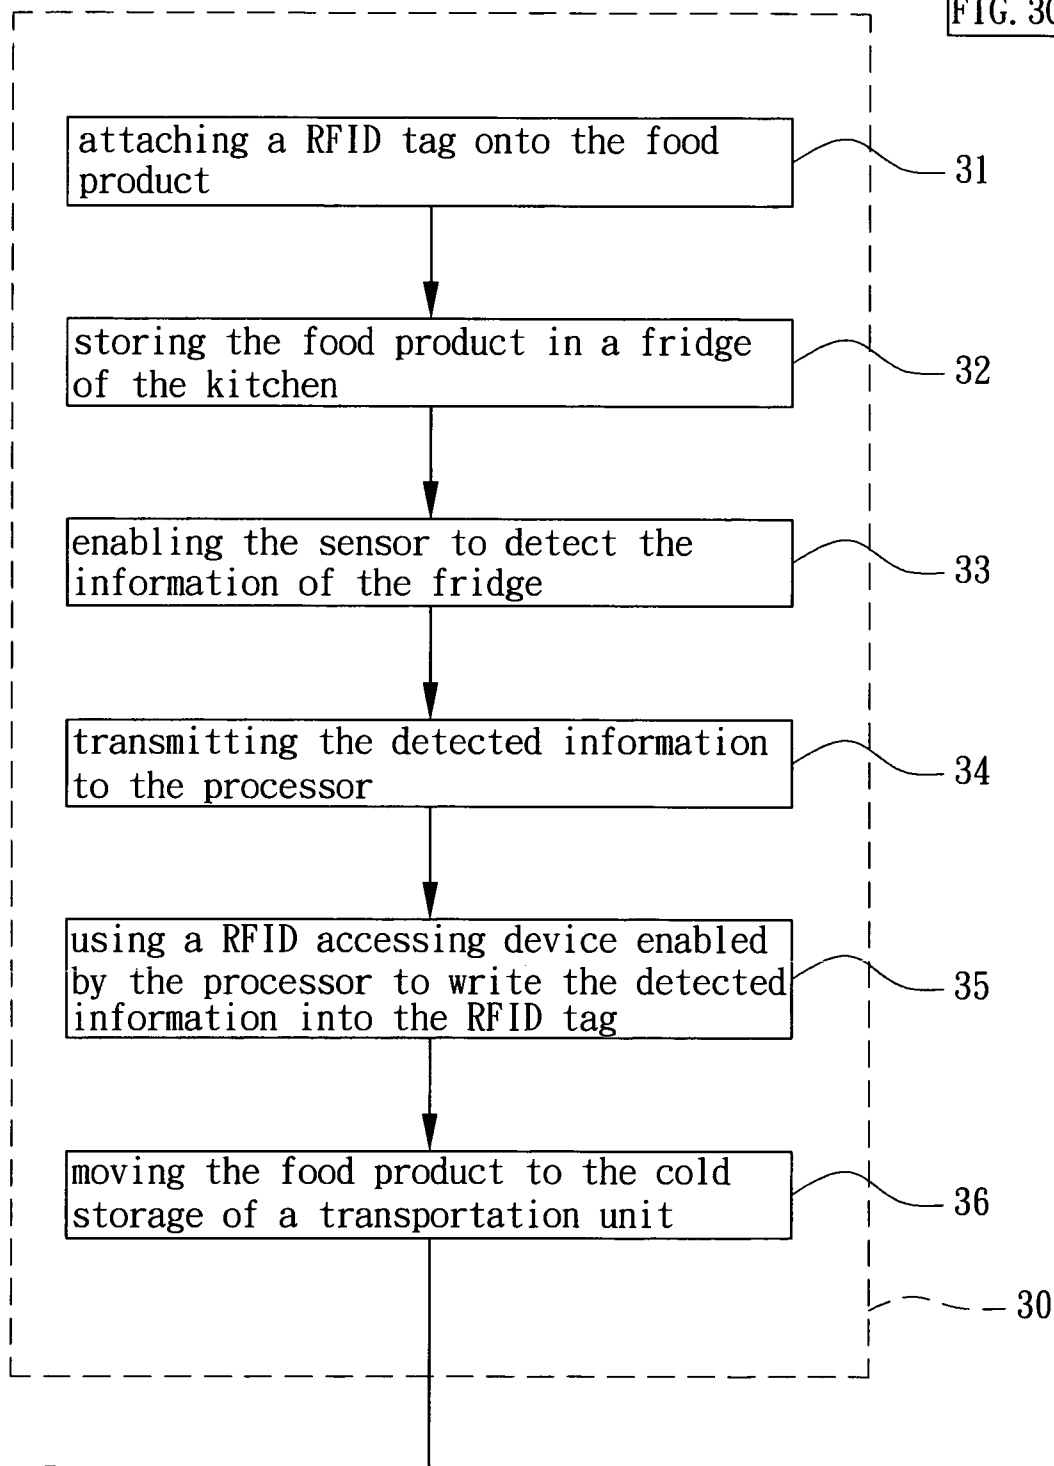 FIG. 30
attaching a RFID tag onto the food
product
31
storing the food product in a fridge
of the kitchen
32
enabling the sensor to detect the
information of the fridge
33
transmitting the detected information
to the processor
34
using a RFID accessing device enabled
by the processor to write the detected
information into the RFID tag
35
moving the food product to the cold
storage of a transportation unit
36
30